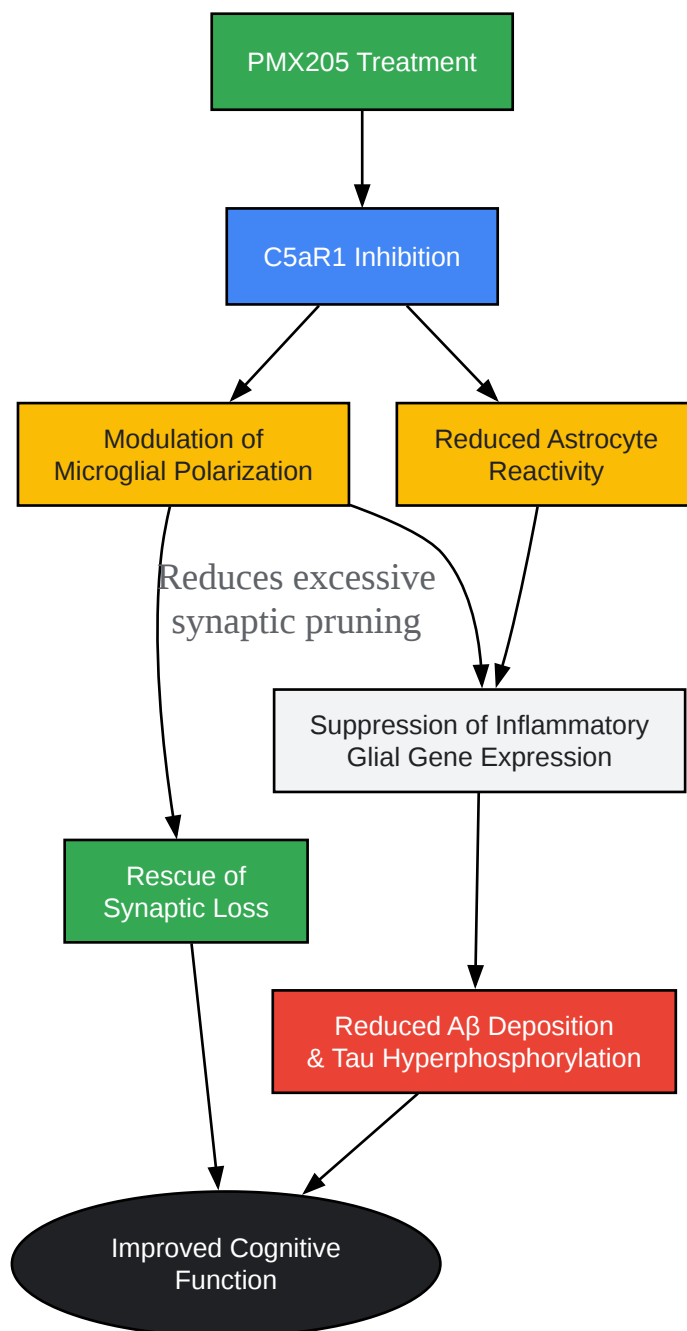 PMX205 Treatment
C5aR1 Inhibition
Modulation of
Microglial Polarization
Reduced Astrocyte
Reactivity
Reduces excessive
synaptic pruning
Suppression of Inflammatory
Glial Gene Expression
Rescue of
Synaptic Loss
Reduced Aβ Deposition
& Tau Hyperphosphorylation
Improved Cognitive
Function